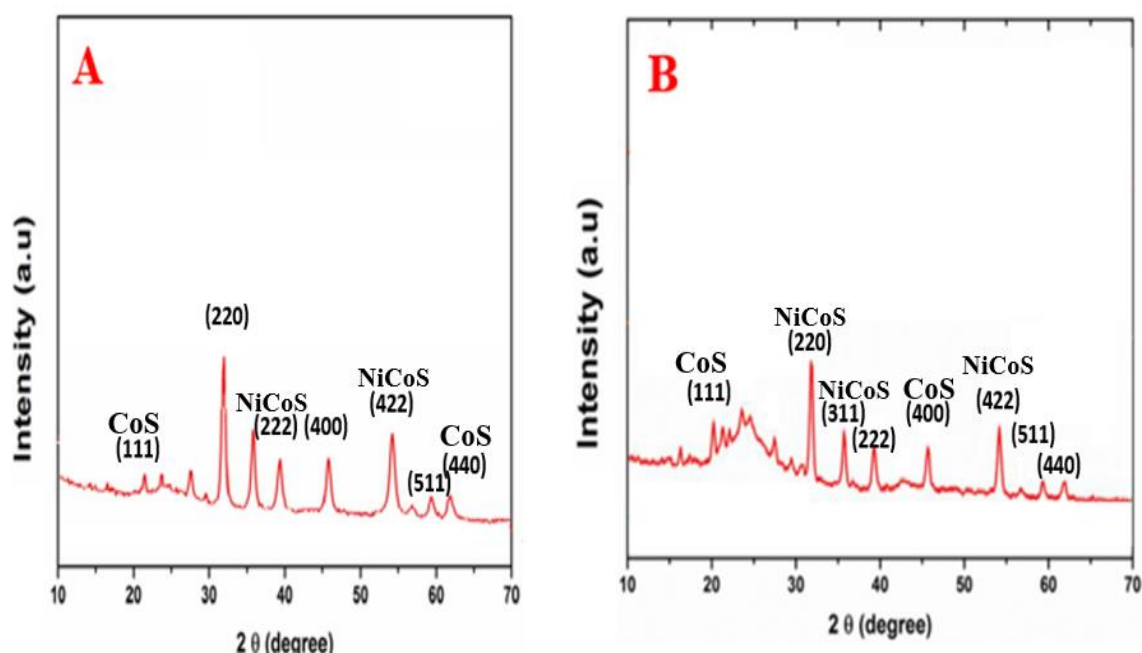 A
Intensity (a.u)
(220)
NiCoS
(422)
NiCoS
(222) (400)
CoS
(111)
CoS
(440)
(511)
10 20 30 40 50 60 70
2 θ (degree)
B
Intensity (a.u)
NiCoS
(220)
CoS
(111)
NiCoS
(311)
(222)
CoS
(400)
NiCoS
(422)
(511)
(440)
10 20 30 40 50 60 70
2 θ (degree)